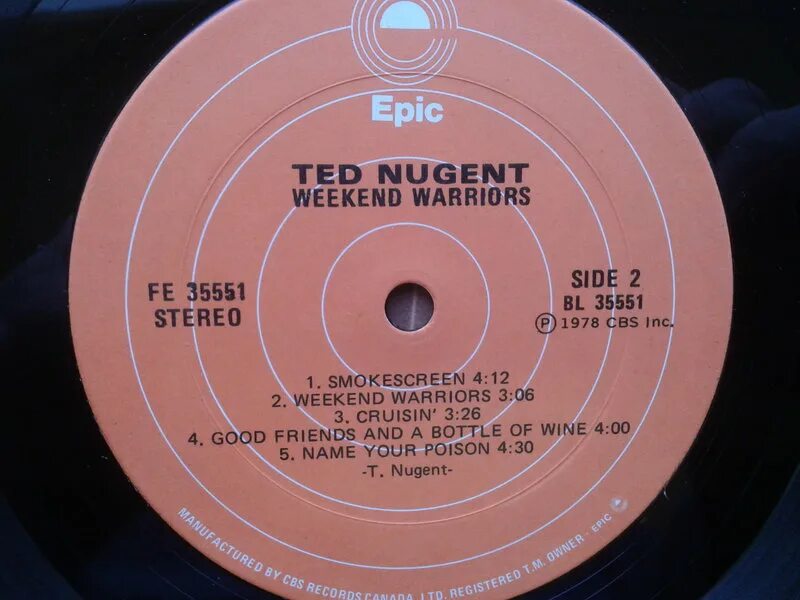 Epic
TED NUGENT
WEEKEND WARRIORS
FE 35551
STEREO
SIDE 2
BL 35551
Ⓟ 1978 CBS Inc.
1. SMOKESCREEN 4:12
2. WEEKEND WARRIORS 3:06
3. CRUISIN' 3:26
4. GOOD FRIENDS AND A BOTTLE OF WINE 4:00
5. NAME YOUR POISON 4:30
-T. Nugent-
MANUFACTURED BY CBS RECORDS CANADA LTD. REGISTERED T.M. OWNER - EPIC